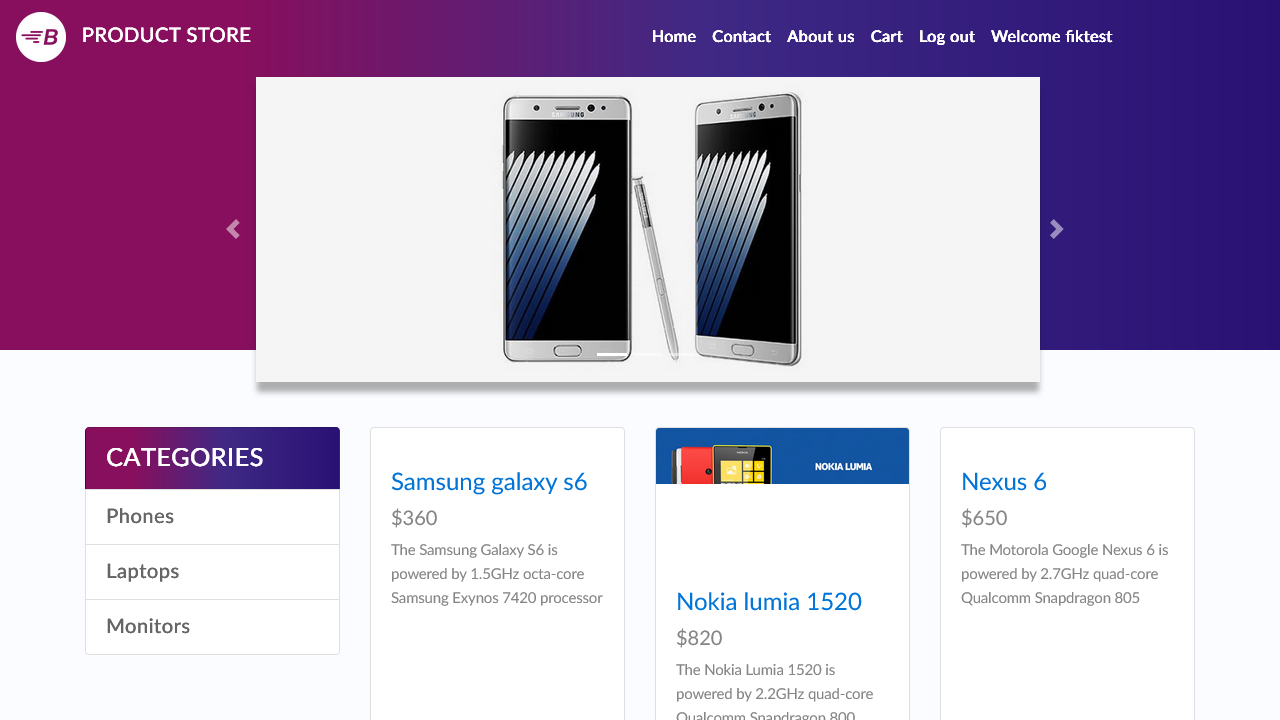 B PRODUCT STORE
Home Contact About us Cart Log out Welcome fiktest
SAMSUNG SAMSUNG
CATEGORIES
Phones
Laptops
Monitors
Samsung galaxy s6
$360
The Samsung Galaxy S6 is
powered by 1.5GHz octa-core
Samsung Exynos 7420 processor
NOKIA LUMIA
Nokia lumia 1520
$820
The Nokia Lumia 1520 is
powered by 2.2GHz quad-core
Qualcomm Snapdragon 800
Nexus 6
$650
The Motorola Google Nexus 6 is
powered by 2.7GHz quad-core
Qualcomm Snapdragon 805